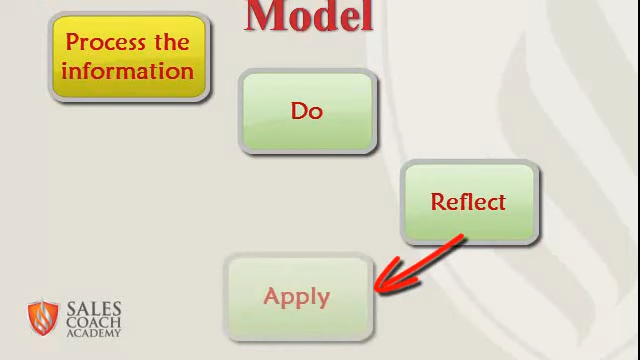 Model
Process the
information
Do
Reflect
Apply
SALES
COACH
ACADEMY